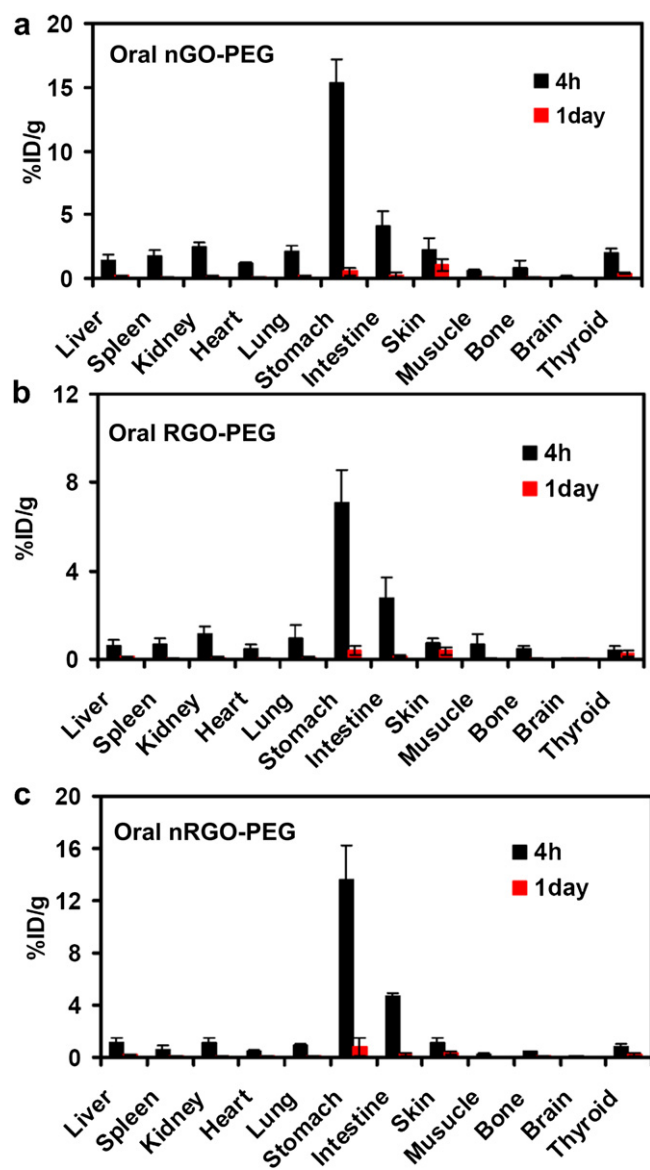 a
20
Oral nGO-PEG
4h
1day
15
10
5
0
%ID/g
Liver
Spleen
Kidney
Heart
Lung
Stomach
Intestine
Skin
Musucle
Bone
Brain
Thyroid
b
12
Oral RGO-PEG
4h
1day
8
4
0
%ID/g
Liver
Spleen
Kidney
Heart
Lung
Stomach
Intestine
Skin
Musucle
Bone
Brain
Thyroid
c
20
Oral nRGO-PEG
4h
1day
16
12
8
4
0
%ID/g
Liver
Spleen
Kidney
Heart
Lung
Stomach
Intestine
Skin
Musucle
Bone
Brain
Thyroid